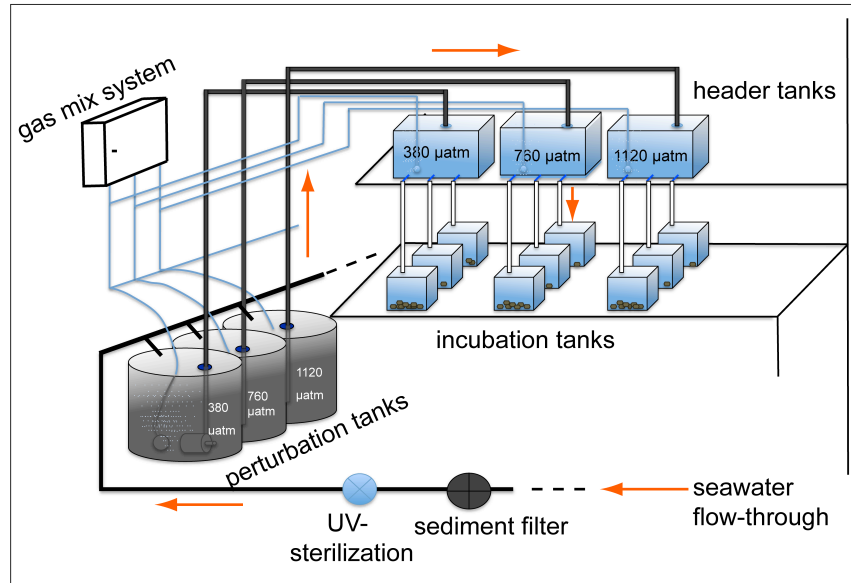 gas mix system
header tanks
380 µatm
760 µatm
1120 µatm
incubation tanks
1120
µatm
760
µatm
380
uatm
perturbation tanks
seawater
flow-through
UV-
sterilization
sediment filter